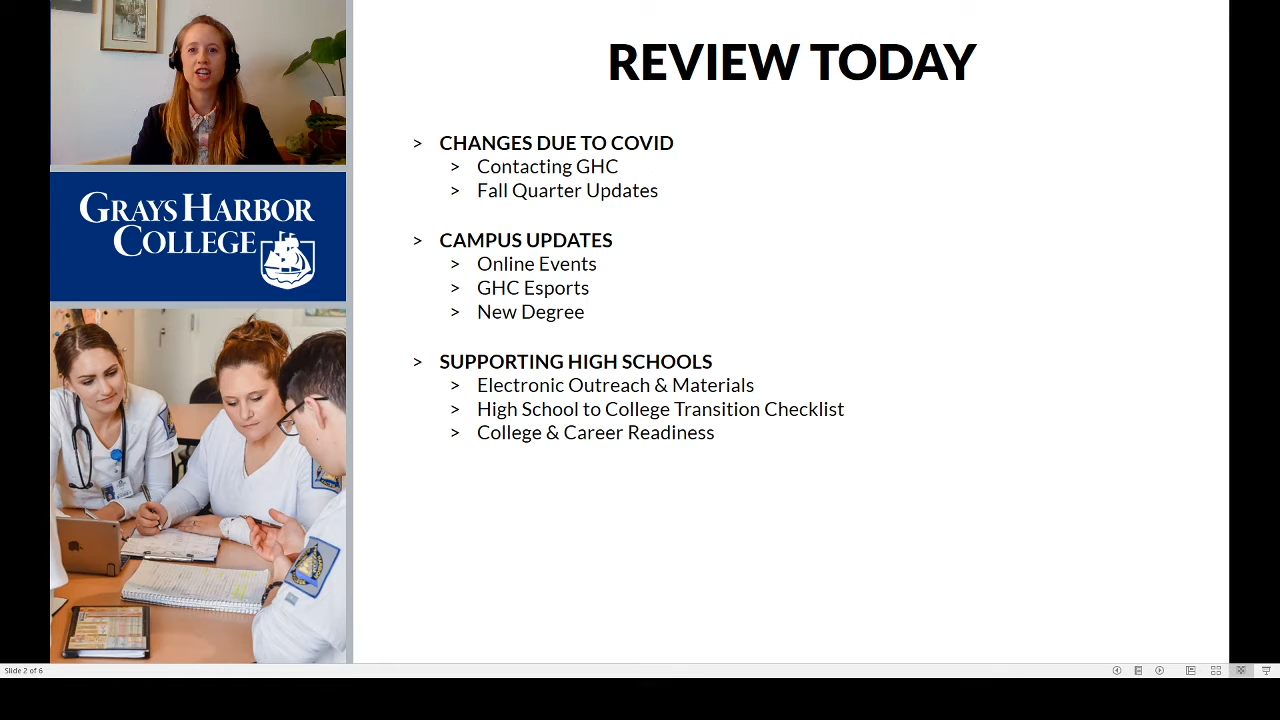 REVIEW TODAY
> CHANGES DUE TO COVID
> Contacting GHC
> Fall Quarter Updates
> CAMPUS UPDATES
> Online Events
> GHC Esports
> New Degree
> SUPPORTING HIGH SCHOOLS
> Electronic Outreach & Materials
> High School to College Transition Checklist
> College & Career Readiness
GRAYS HARBOR
COLLEGE
Slide 2 of 6